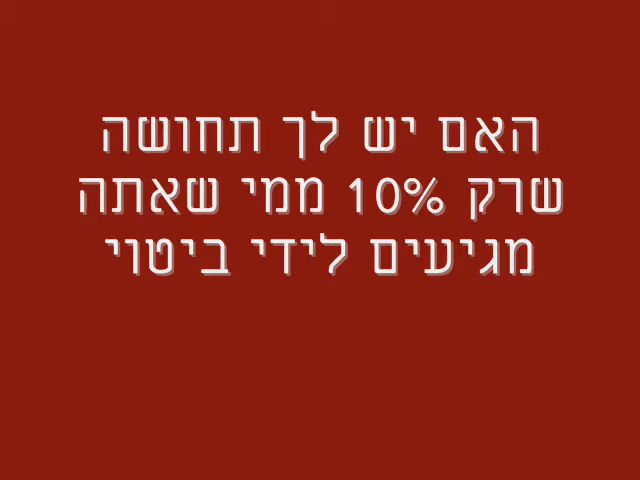 האם יש לך תחושה
שרק 10% ממי שאתה
מגיעים לידי ביטוי